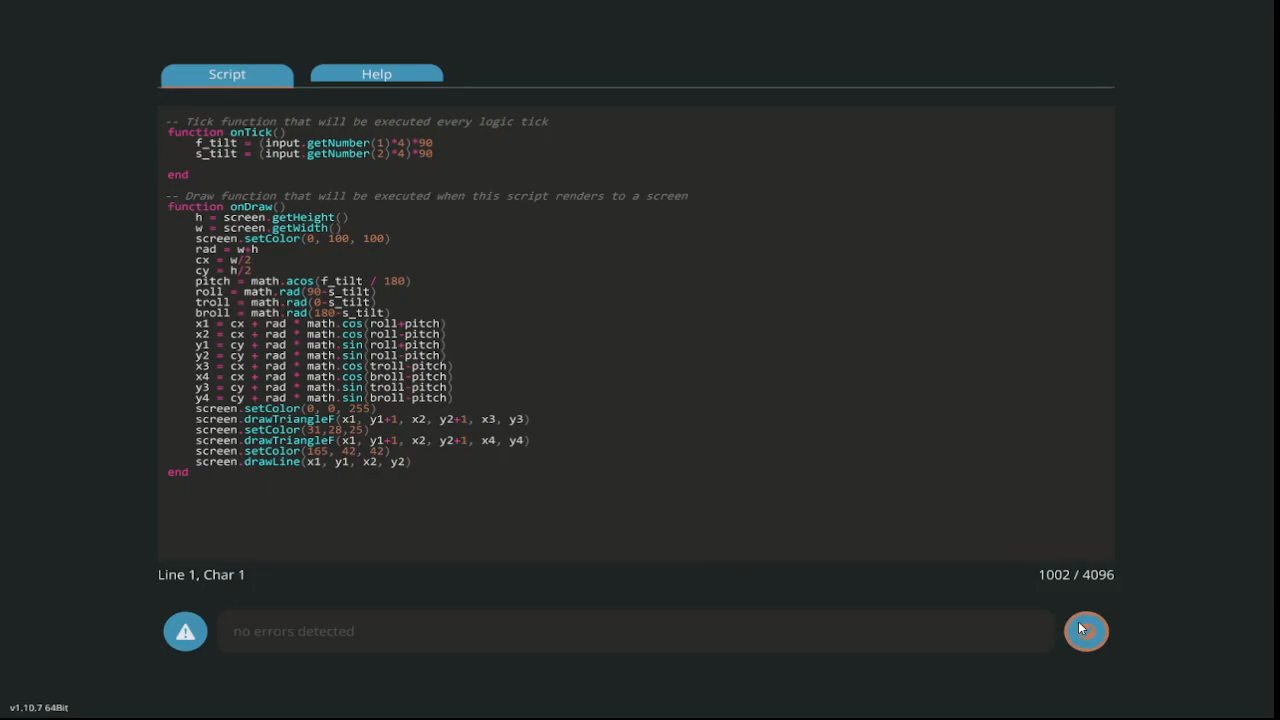 Script Help
-- Tick function that will be executed every logic tick
function onTick()
f_tilt = (input.getNumber(1)*4)*90
s_tilt = (input.getNumber(2)*4)*90
end
-- Draw function that will be executed when this script renders to a screen
function onDraw()
h = screen.getHeight()
w = screen.getWidth()
screen.setColor(0, 100, 100)
rad = w+h
cx = w/2
cy = h/2
pitch = math.acos(f_tilt / 180)
roll = math.rad(90-s_tilt)
troll = math.rad(0-s_tilt)
broll = math.rad(180-s_tilt)
x1 = cx + rad * math.cos(roll+pitch)
x2 = cx + rad * math.cos(roll-pitch)
y1 = cy + rad * math.sin(roll+pitch)
y2 = cy + rad * math.sin(roll-pitch)
x3 = cx + rad * math.cos(troll-pitch)
x4 = cx + rad * math.cos(broll-pitch)
y3 = cy + rad * math.sin(troll-pitch)
y4 = cy + rad * math.sin(broll-pitch)
screen.setColor(0, 0, 255)
screen.drawTriangleF(x1, y1+1, x2, y2+1, x3, y3)
screen.setColor(31,28,25)
screen.drawTriangleF(x1, y1+1, x2, y2+1, x4, y4)
screen.setColor(165, 42, 42)
screen.drawLine(x1, y1, x2, y2)
end
Line 1, Char 1 1002 / 4096
no errors detected
v1.10.7 64Bit